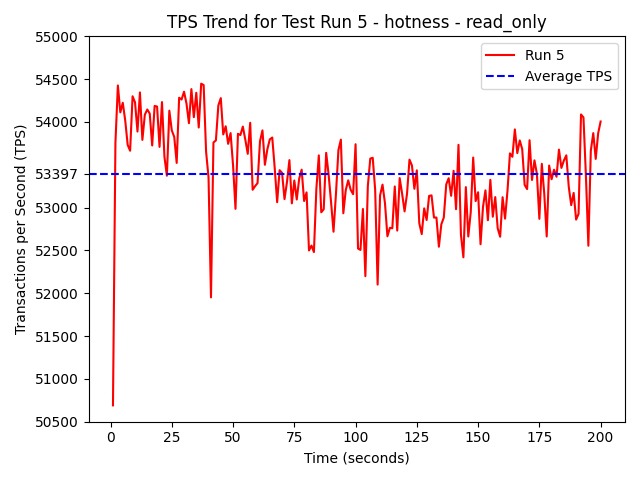 TPS Trend for Test Run 5 - hotness - read_only
Run 5
Average TPS
Transactions per Second (TPS)
55000
54500
54000
53397
53000
52500
52000
51500
51000
50500
0 25 50 75 100 125 150 175 200
Time (seconds)